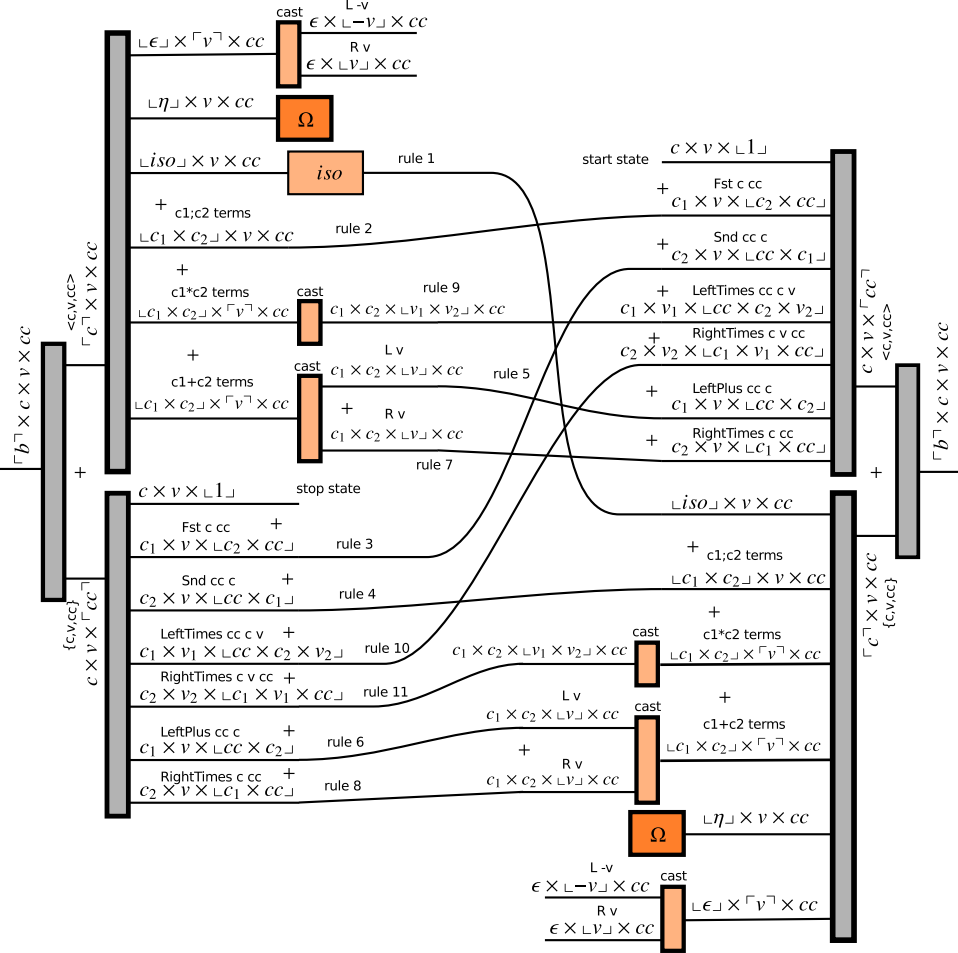 cast
L -v
⌞ϵ⌟×⌜v⌝×cc
ϵ×⌞−v⌟×cc
R v
ϵ×⌞v⌟×cc
⌞η⌟×v×cc
Ω
⌞iso⌟×v×cc
iso
rule 1
+
c1;c2 terms
⌞c₁×c₂⌟×v×cc
rule 2
+
c1*c2 terms
⌞c₁×c₂⌟×⌜v⌝×cc
cast
rule 9
c₁×c₂×⌞v₁×v₂⌟×cc
+
c1+c2 terms
⌞c₁×c₂⌟×⌜v⌝×cc
cast
L v
c₁×c₂×⌞v⌟×cc
rule 5
+
R v
c₁×c₂×⌞v⌟×cc
rule 7
<c,v,cc>
⌜c⌝×v×cc
⌜b⌝×c×v×cc
+
{c,v,cc}
c×v×⌜cc⌝
c×v×⌞1⌟
stop state
Fst c cc
+
c₁×v×⌞c₂×cc⌟
rule 3
Snd cc c
+
c₂×v×⌞cc×c₁⌟
rule 4
LeftTimes cc c v
+
c₁×v₁×⌞cc×c₂×v₂⌟
rule 10
RightTimes c v cc
+
c₂×v₂×⌞c₁×v₁×cc⌟
rule 11
LeftPlus cc c
+
c₁×v×⌞cc×c₂⌟
rule 6
RightTimes c cc
+
c₂×v×⌞c₁×cc⌟
rule 8
start state
c×v×⌞1⌟
+
Fst c cc
c₁×v×⌞c₂×cc⌟
+
Snd cc c
c₂×v×⌞cc×c₁⌟
+
LeftTimes cc c v
c₁×v₁×⌞cc×c₂×v₂⌟
+
RightTimes c v cc
c₂×v₂×⌞c₁×v₁×cc⌟
+
LeftPlus cc c
c₁×v×⌞cc×c₂⌟
+
RightTimes c cc
c₂×v×⌞c₁×cc⌟
c×v×⌜cc⌝
<c,v,cc>
⌜b⌝×c×v×cc
+
⌜c⌝×v×cc
{c,v,cc}
⌞iso⌟×v×cc
+
c1;c2 terms
⌞c₁×c₂⌟×v×cc
+
c1*c2 terms
cast
c₁×c₂×⌞v₁×v₂⌟×cc
⌞c₁×c₂⌟×⌜v⌝×cc
+
c1+c2 terms
cast
L v
c₁×c₂×⌞v⌟×cc
⌞c₁×c₂⌟×⌜v⌝×cc
+
R v
c₁×c₂×⌞v⌟×cc
Ω
⌞η⌟×v×cc
L -v
cast
ϵ×⌞−v⌟×cc
⌞ϵ⌟×⌜v⌝×cc
R v
ϵ×⌞v⌟×cc